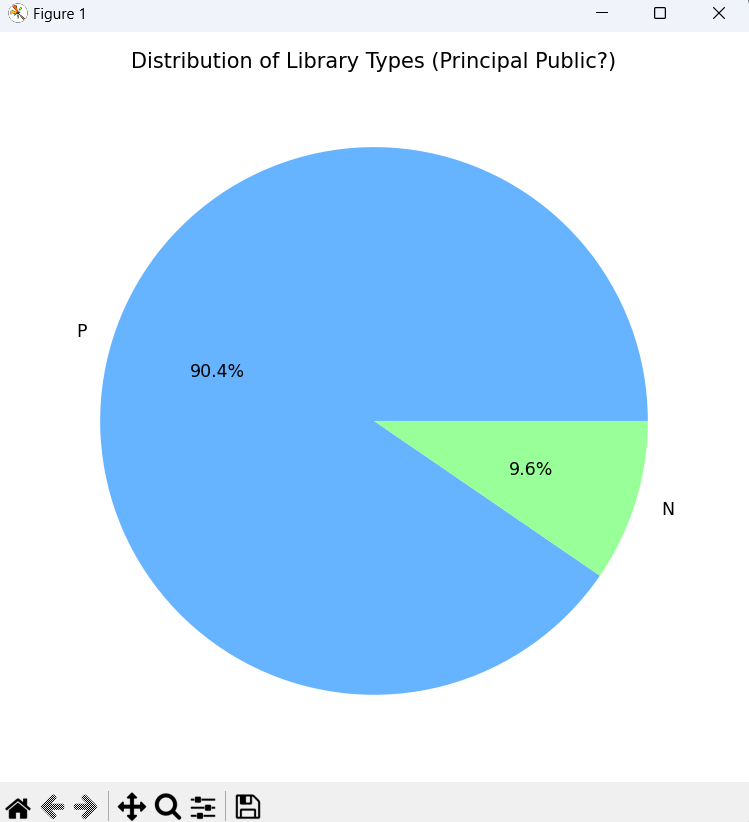 Figure 1
Distribution of Library Types (Principal Public?)
P
90.4%
9.6%
N